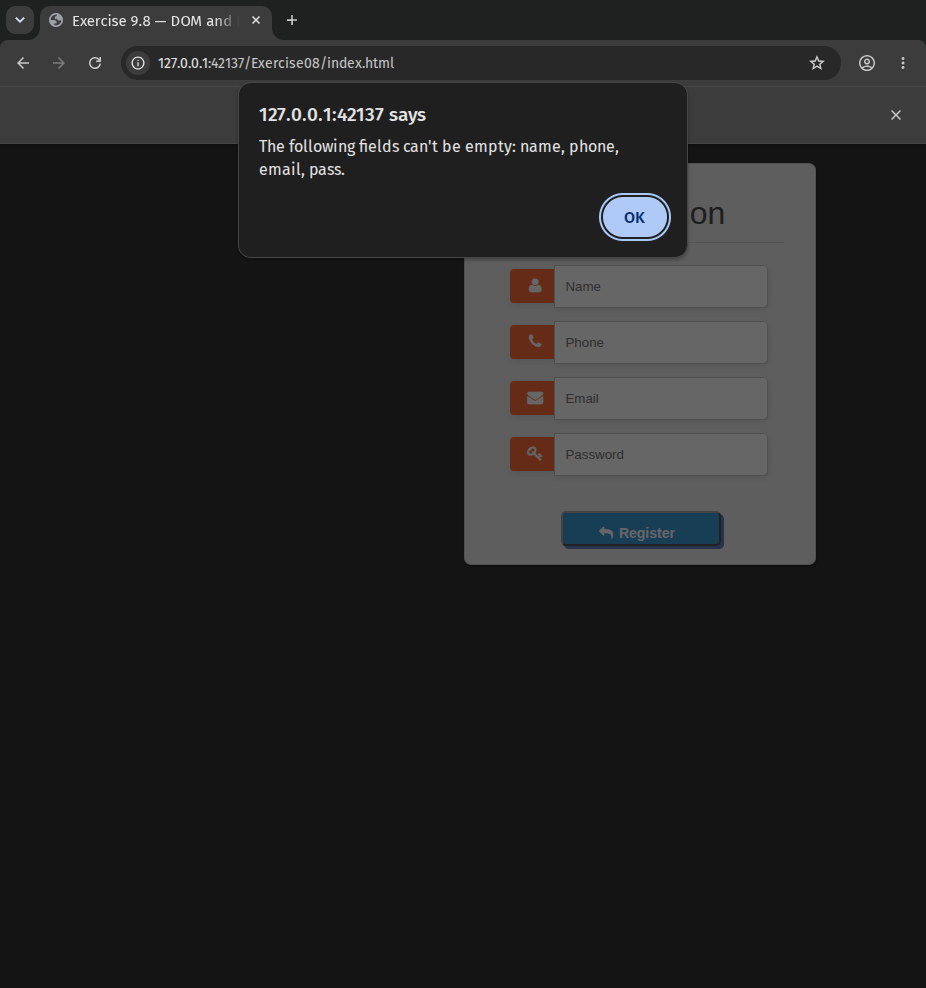 Exercise 9.8 — DOM and
127.0.0.1:42137/Exercise08/index.html
127.0.0.1:42137 says
The following fields can't be empty: name, phone,
email, pass.
OK
on
Name
Phone
Email
Password
Register